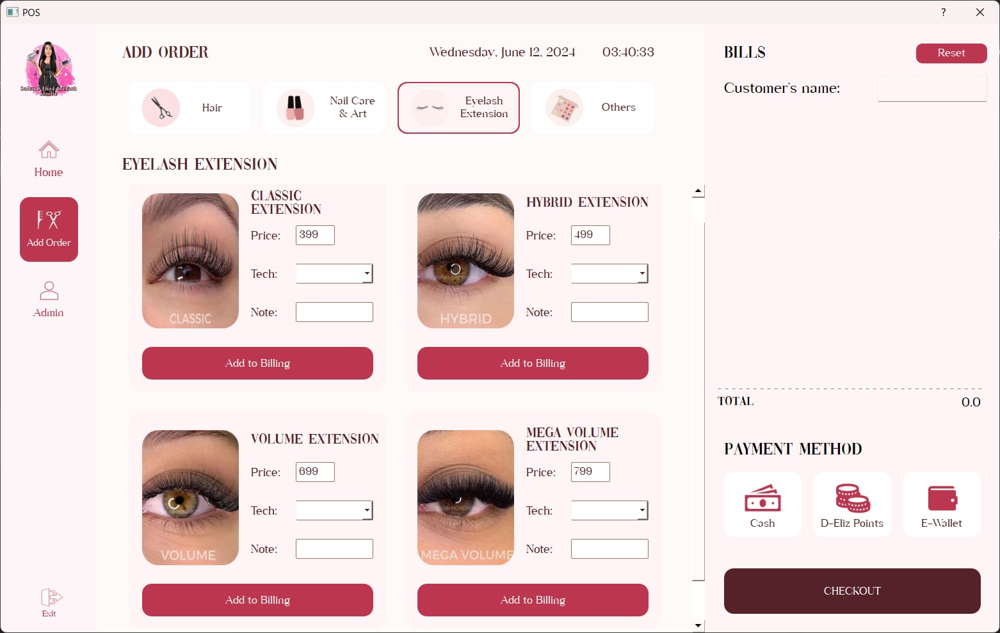 POS
?
Salon D'Eliz Eyelash
Studio
Home
Add Order
Admin
Exit
ADD ORDER
Wednesday, June 12, 2024
03:40:33
Hair
Nail Care
& Art
Eyelash
Extension
Others
EYELASH EXTENSION
CLASSIC
EXTENSION
Price:
399
Tech:
Note:
CLASSIC
Add to Billing
HYBRID EXTENSION
Price:
499
Tech:
Note:
HYBRID
Add to Billing
VOLUME EXTENSION
Price:
699
Tech:
Note:
VOLUME
Add to Billing
MEGA VOLUME
EXTENSION
Price:
799
Tech:
Note:
MEGA VOLUME
Add to Billing
BILLS
Reset
Customer's name:
TOTAL
0.0
PAYMENT METHOD
Cash
D-Eliz Points
E-Wallet
CHECKOUT